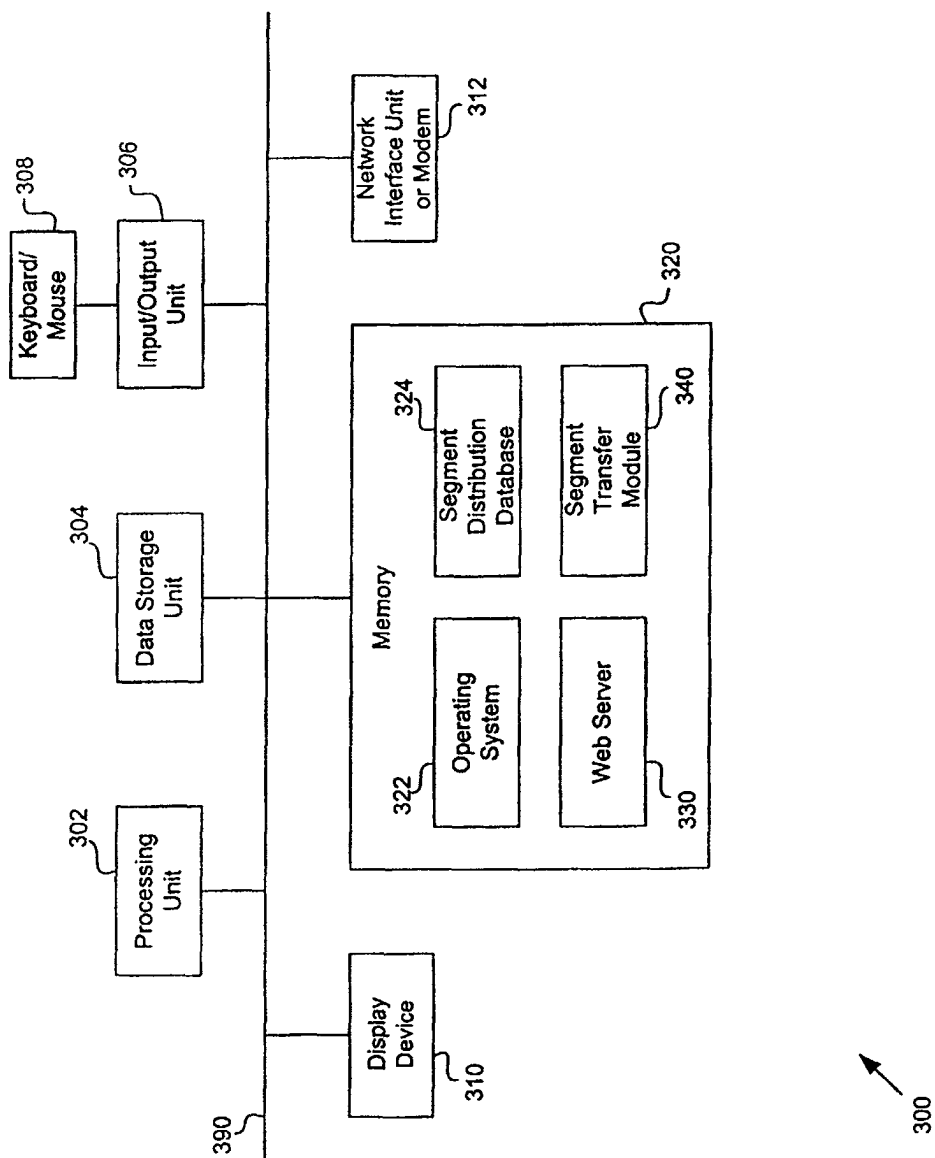 308
Keyboard/
Mouse
302
Processing
Unit
304
Data Storage
Unit
306
Input/Output
Unit
390
Display
Device
310
Memory
320
322
Operating
System
324
Segment
Distribution
Database
Web Server
330
Segment
Transfer
Module
340
Network
Interface Unit
or Modem
312
300